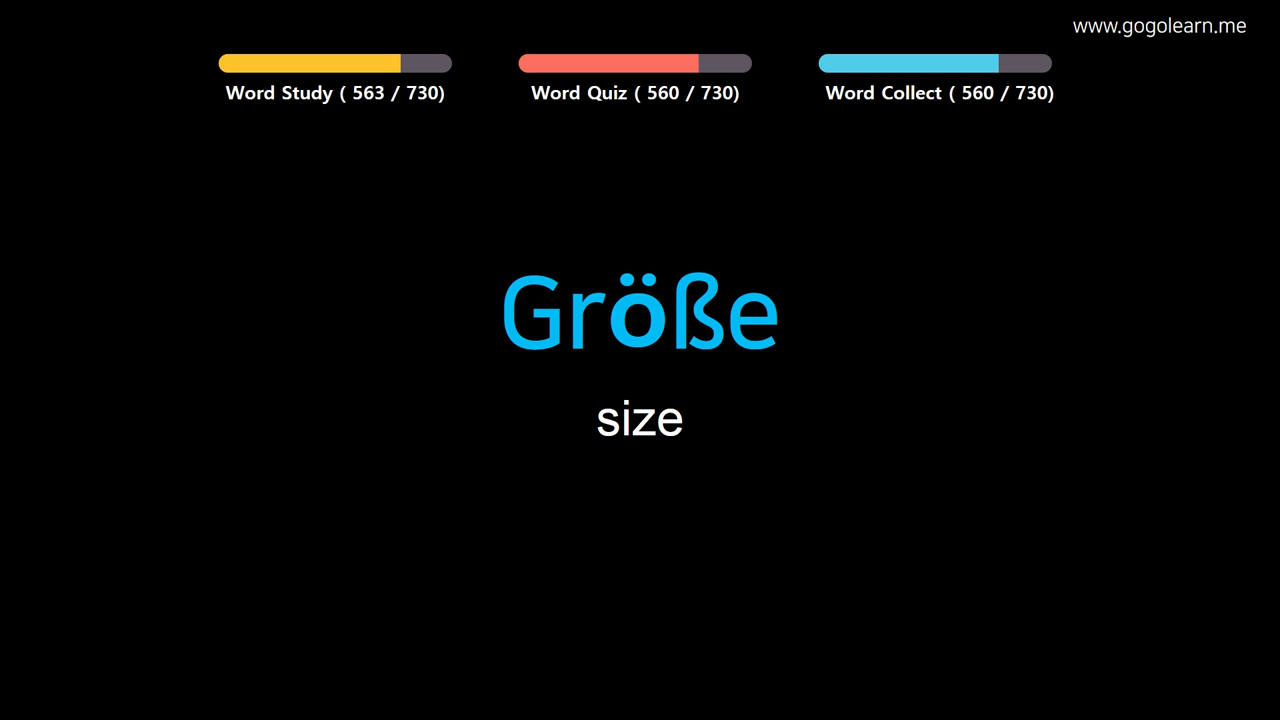 www.gogolearn.me
Word Study ( 563 / 730)
Word Quiz ( 560 / 730)
Word Collect ( 560 / 730)
Größe
size